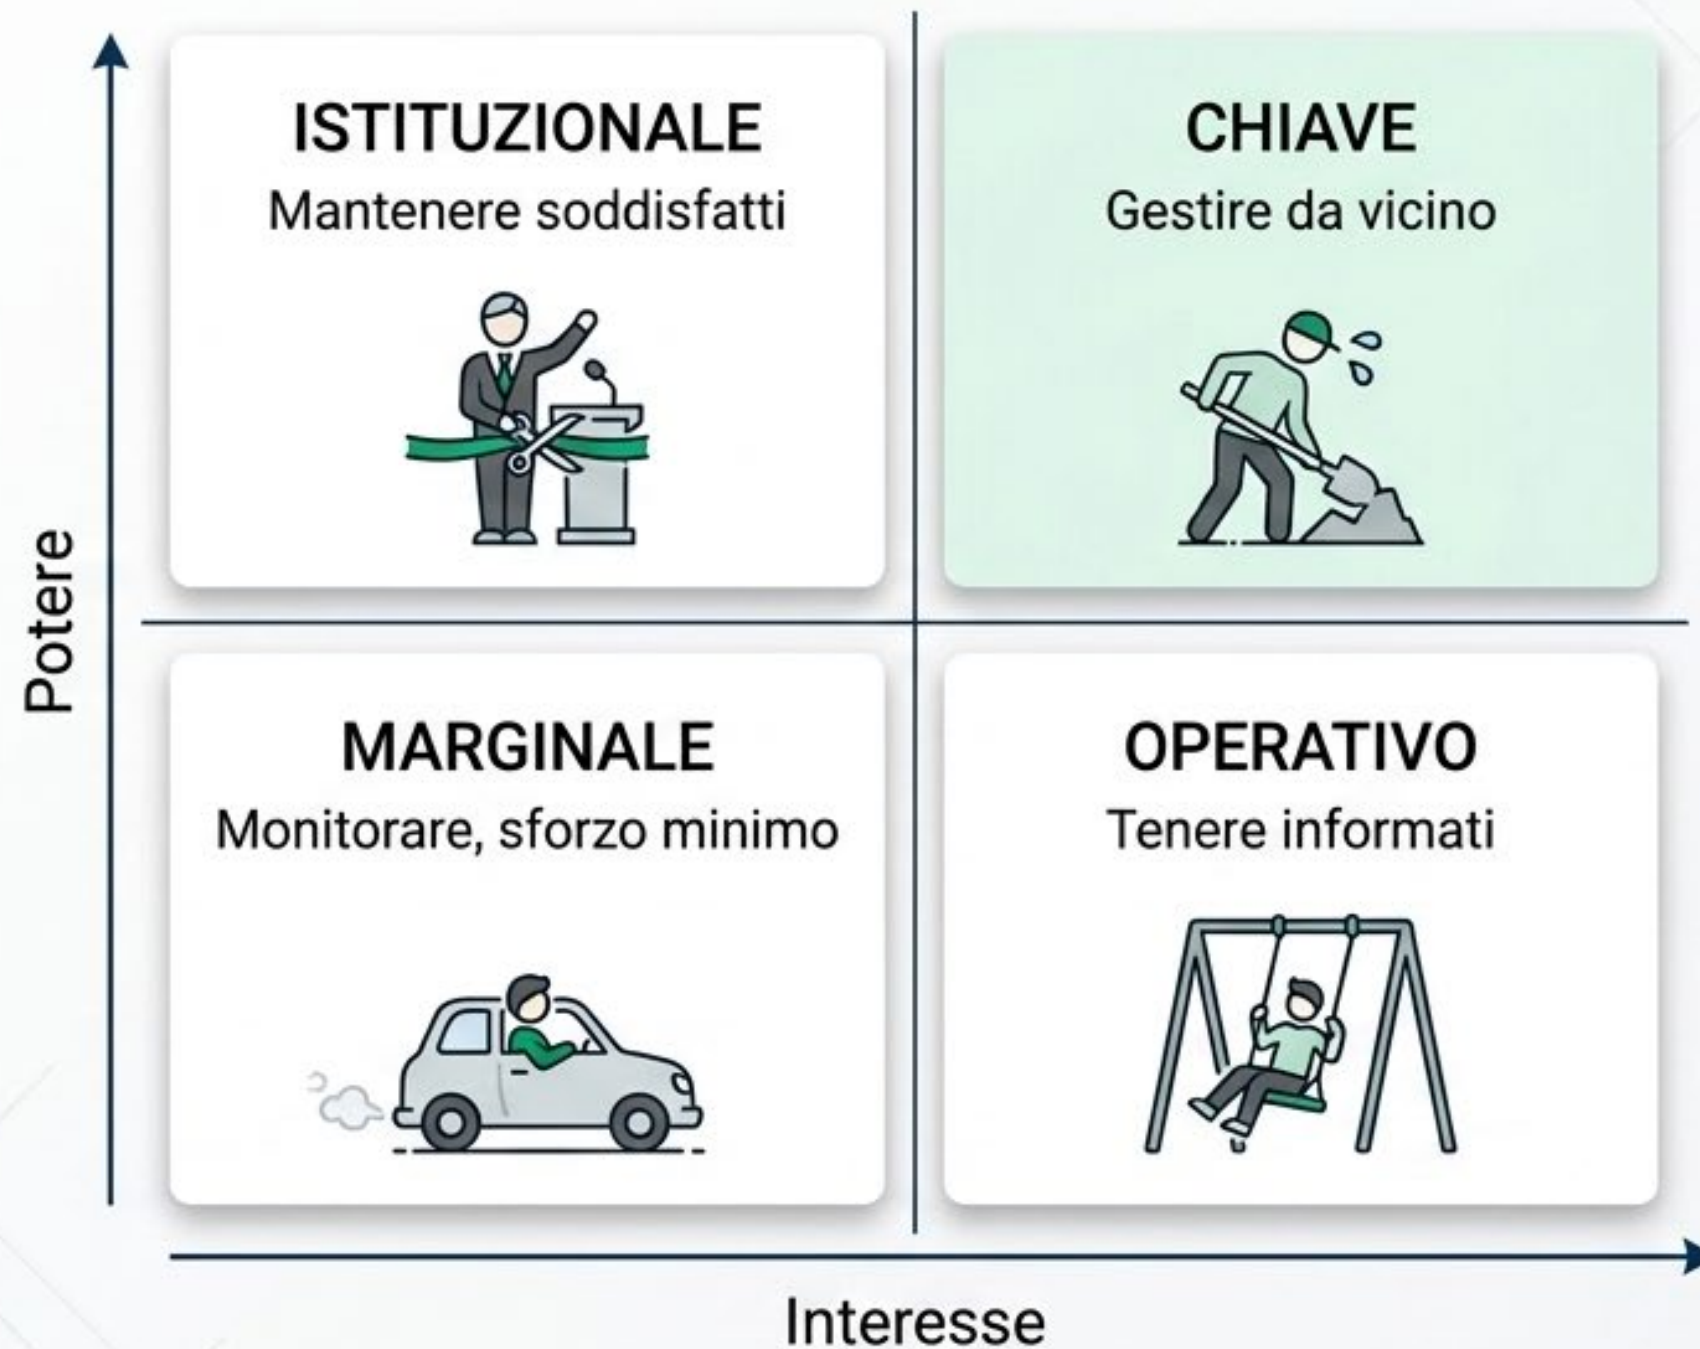 ISTITUZIONALE
Mantenere soddisfatti
CHIAVE
Gestire da vicino
Potere
MARGINALE
Monitorare, sforzo minimo
OPERATIVO
Tenere informati
Interesse